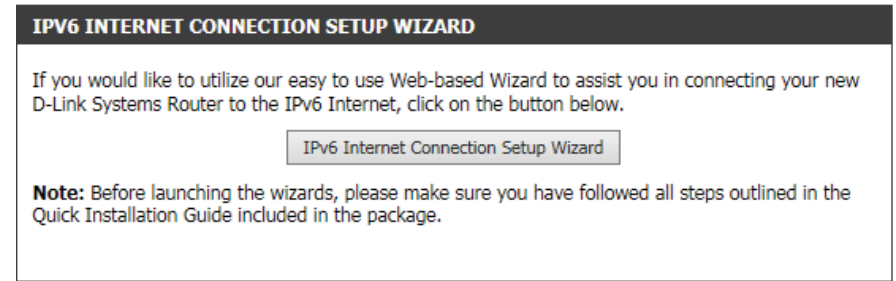 IPV6 INTERNET CONNECTION SETUP WIZARD
If you would like to utilize our easy to use Web-based Wizard to assist you in connecting your new
D-Link Systems Router to the IPv6 Internet, click on the button below.
IPv6 Internet Connection Setup Wizard
Note: Before launching the wizards, please make sure you have followed all steps outlined in the
Quick Installation Guide included in the package.